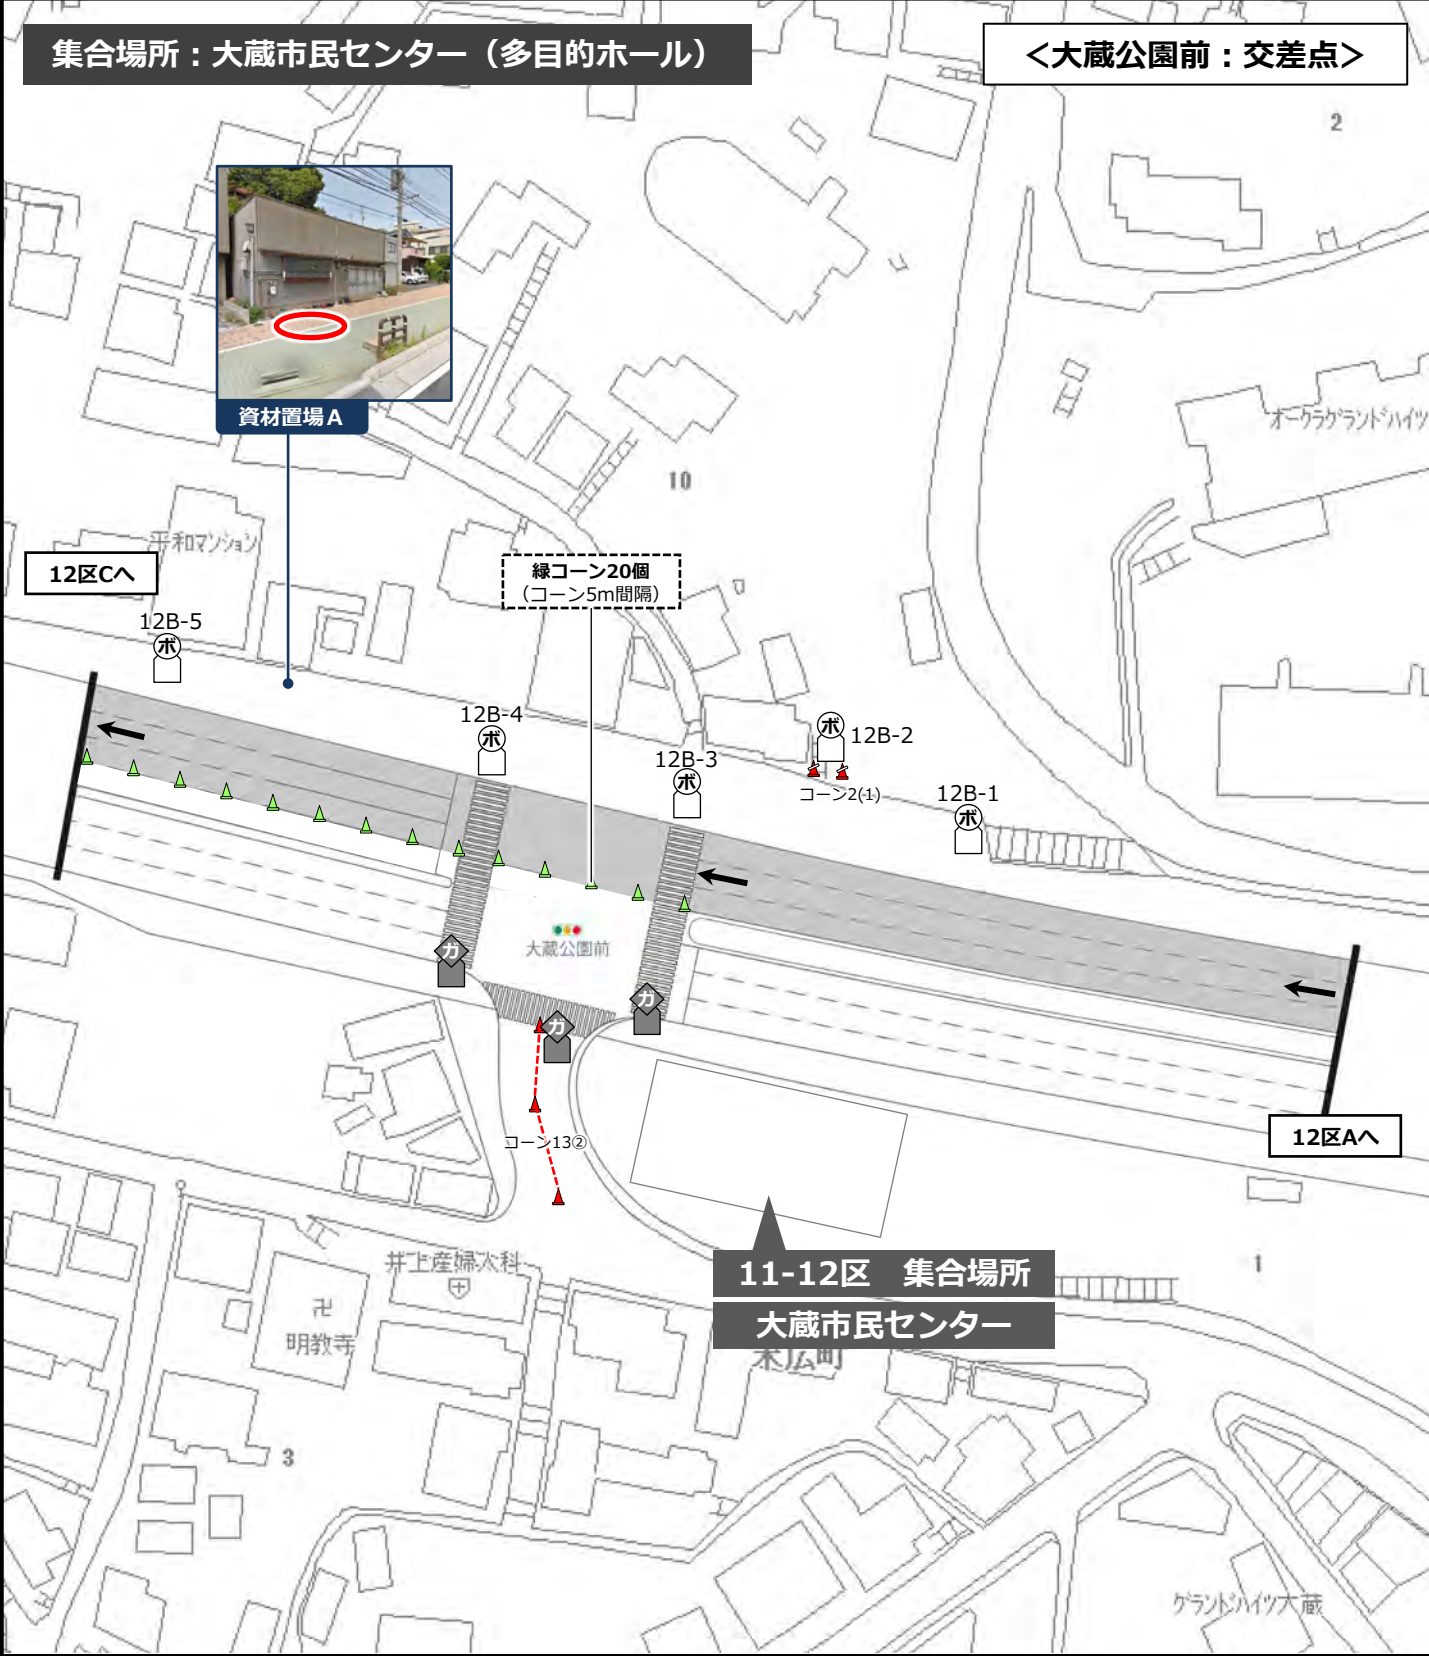 集合場所：大蔵市民センター（多目的ホール）
＜大蔵公園前：交差点＞
2
資材置場A
オークラグランドハイツ
10
平和マンション
12区Cへ
緑コーン20個
（コーン5m間隔）
12B-5
ボ
12B-4
ボ
12B-3
ボ
ボ
12B-2
コーン2(1)
12B-1
ボ
大蔵公園前
ガ
ガ
ガ
コーン13②
12区Aへ
井上産婦人科
11-12区　集合場所
大蔵市民センター
末広町
1
卍
明教寺
3
グランドハイツ大蔵